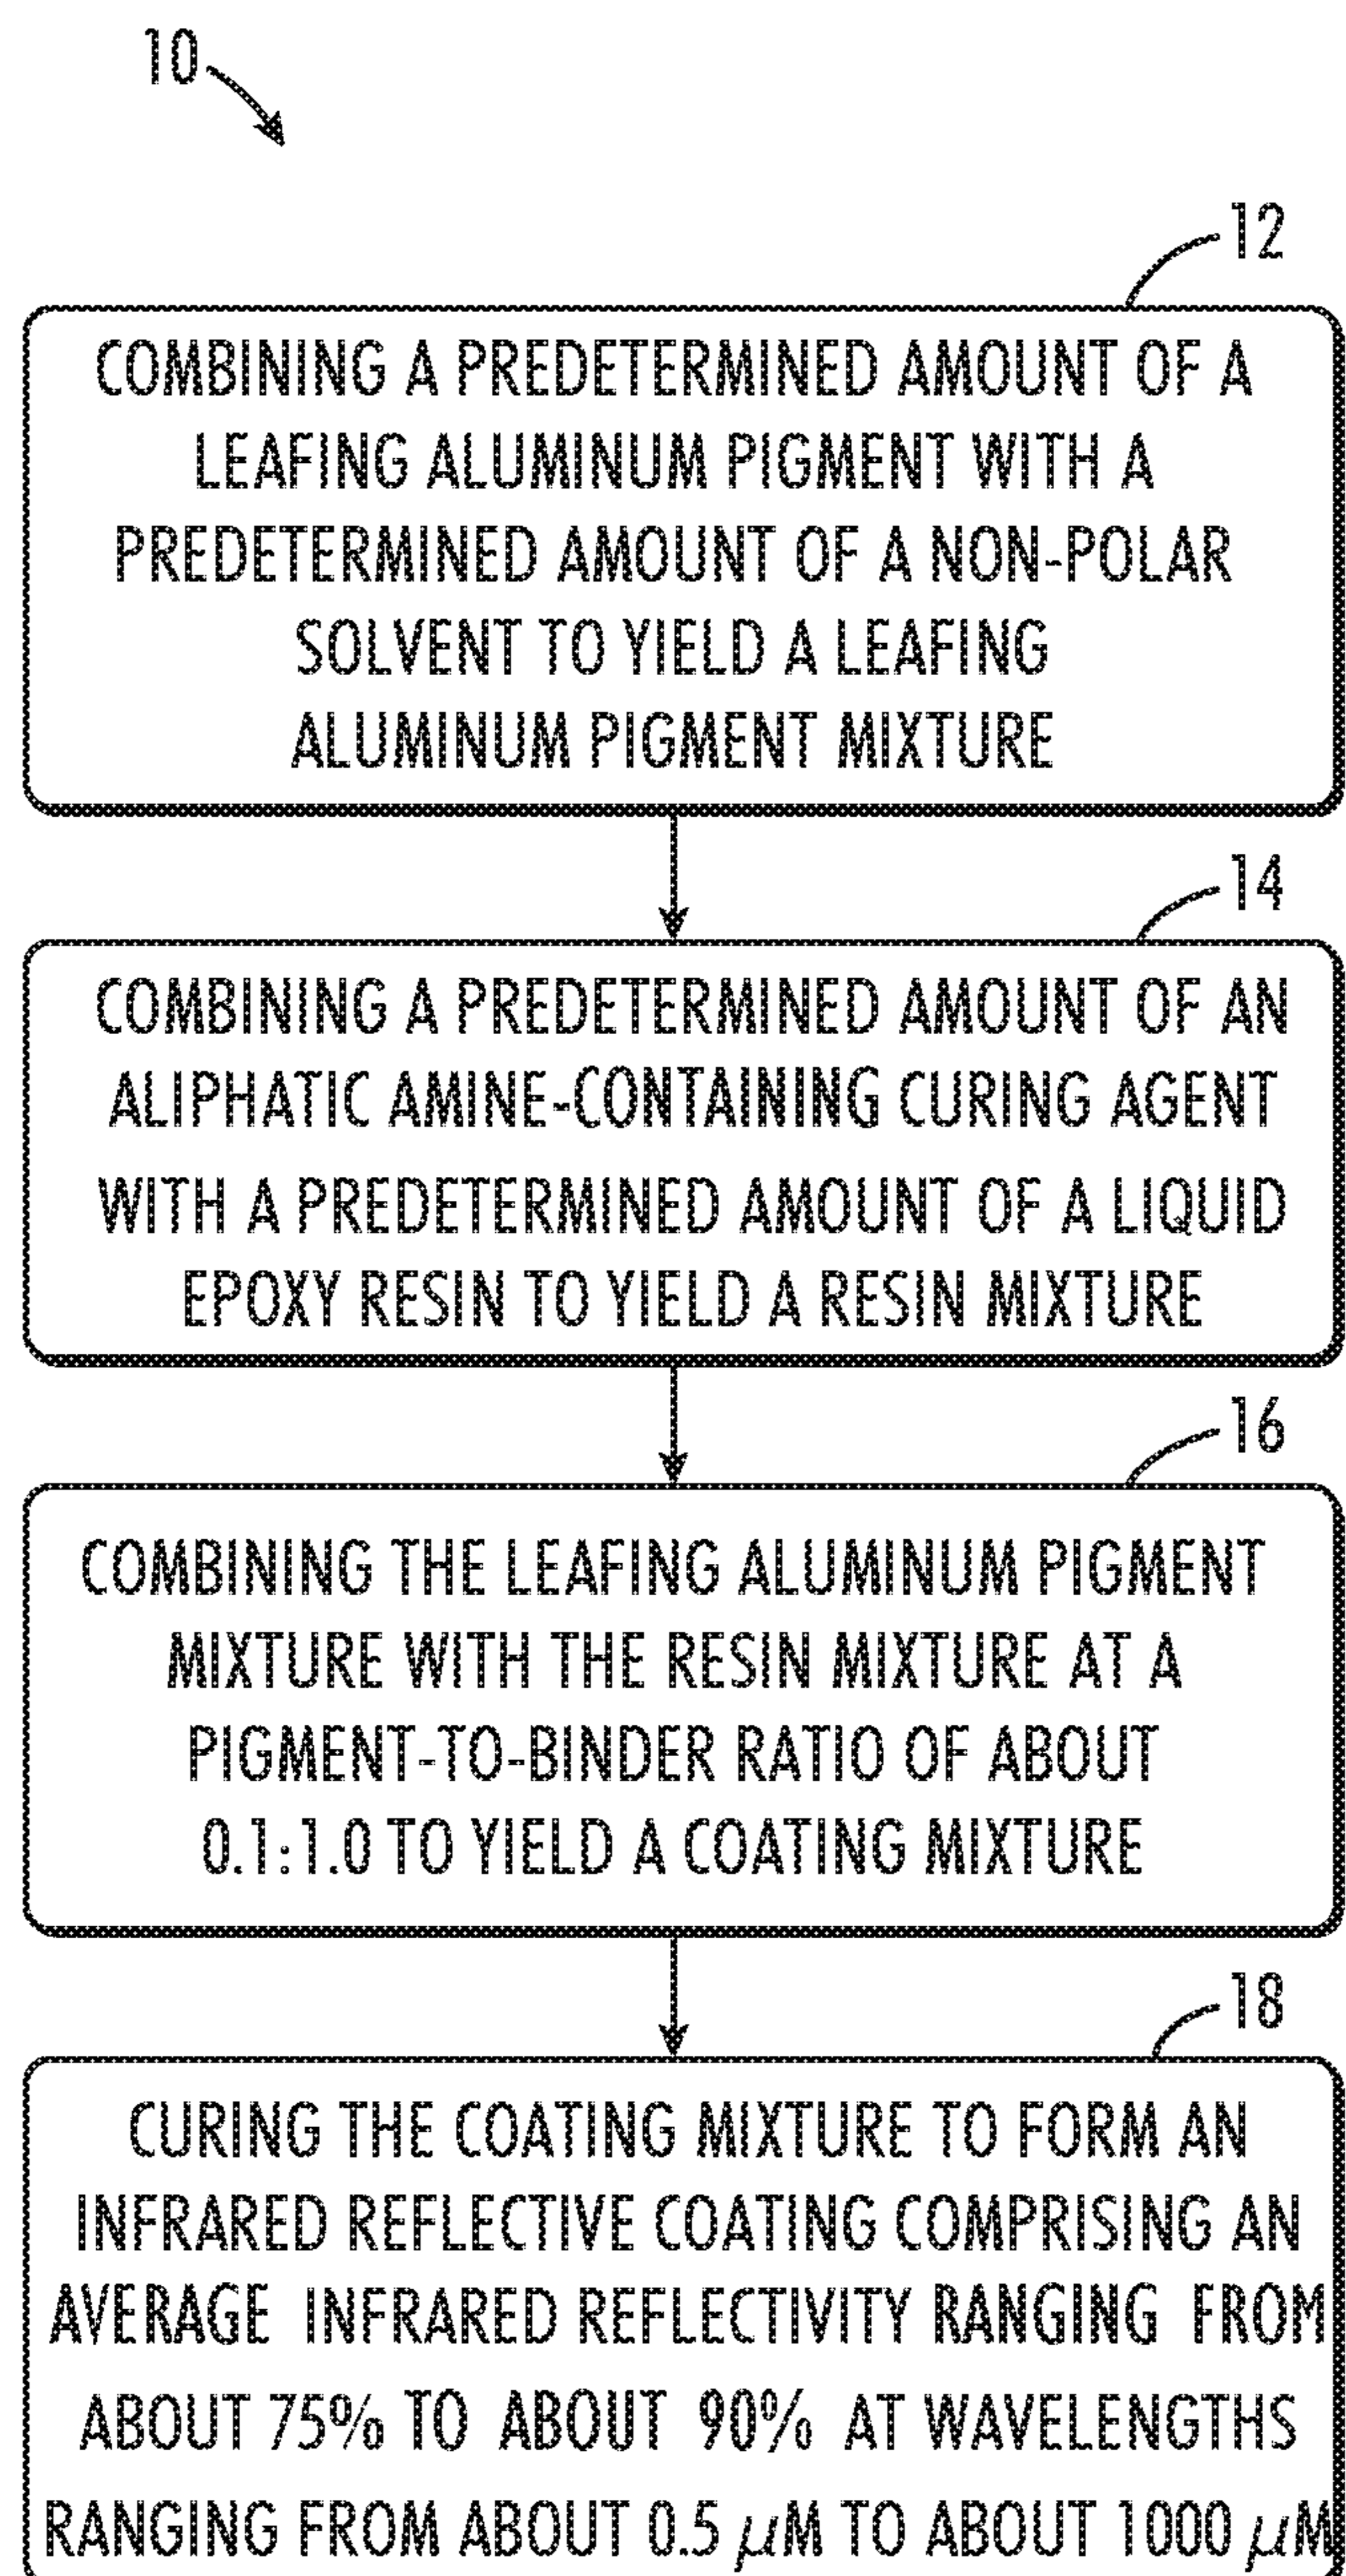 10
12
COMBINING A PREDETERMINED AMOUNT OF A
LEAFING ALUMINUM PIGMENT WITH A
PREDETERMINED AMOUNT OF A NON-POLAR
SOLVENT TO YIELD A LEAFING
ALUMINUM PIGMENT MIXTURE
14
COMBINING A PREDETERMINED AMOUNT OF AN
ALIPHATIC AMINE-CONTAINING CURING AGENT
WITH A PREDETERMINED AMOUNT OF A LIQUID
EPOXY RESIN TO YIELD A RESIN MIXTURE
16
COMBINING THE LEAFING ALUMINUM PIGMENT
MIXTURE WITH THE RESIN MIXTURE AT A
PIGMENT-TO-BINDER RATIO OF ABOUT
0.1:1.0 TO YIELD A COATING MIXTURE
18
CURING THE COATING MIXTURE TO FORM AN
INFRARED REFLECTIVE COATING COMPRISING AN
AVERAGE INFRARED REFLECTIVITY RANGING FROM
ABOUT 75% TO ABOUT 90% AT WAVELENGTHS
RANGING FROM ABOUT 0.5 µM TO ABOUT 1000 µM